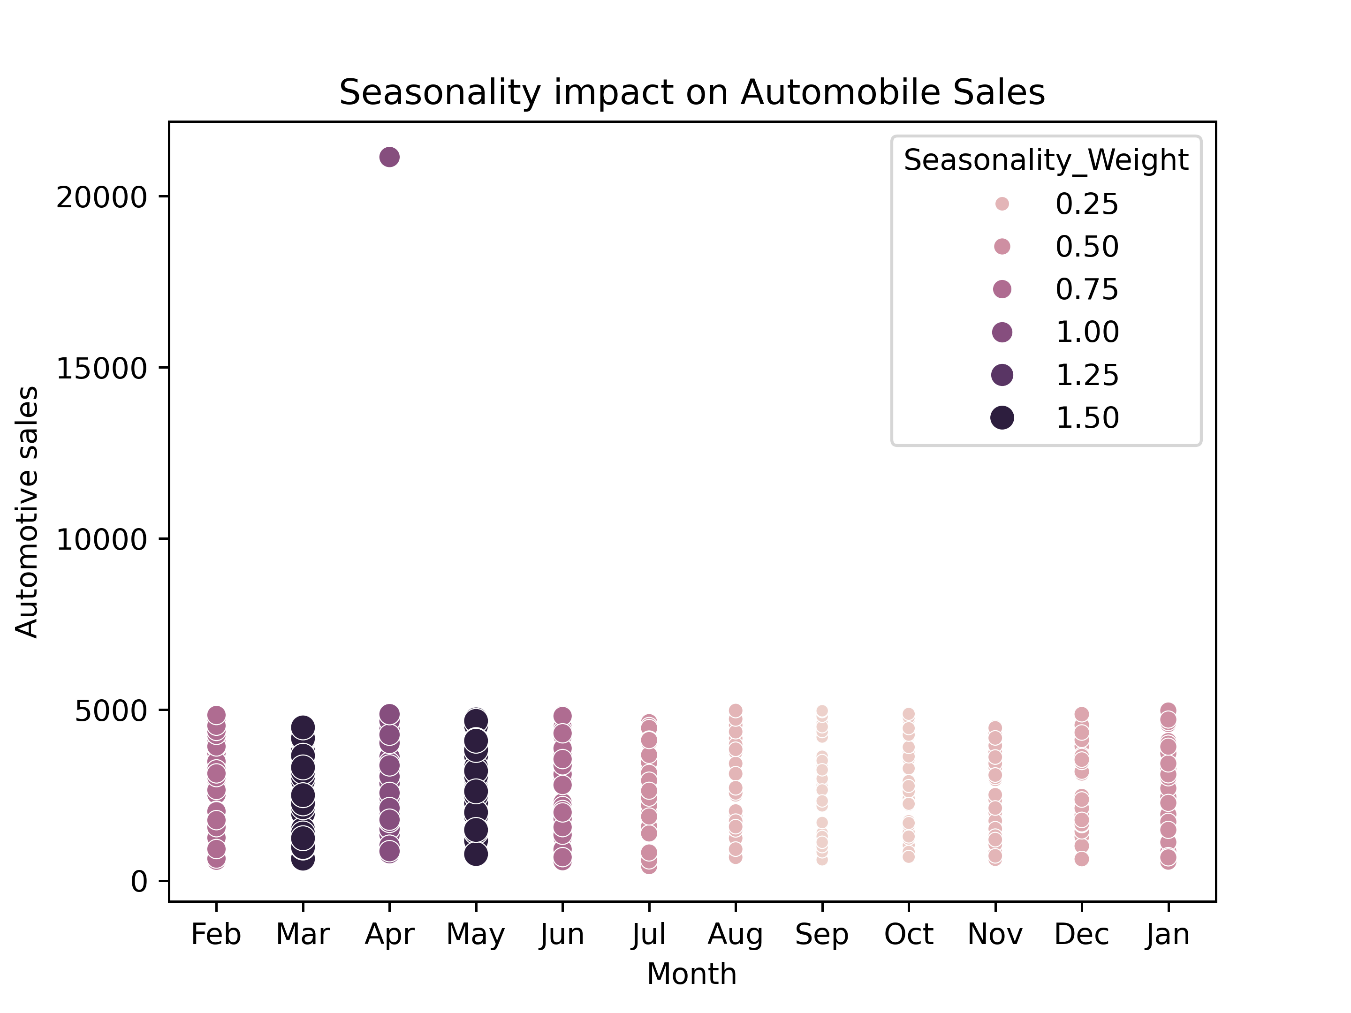 Seasonality impact on Automobile Sales
Seasonality_Weight
0.25
0.50
0.75
1.00
1.25
1.50
20000
15000
10000
5000
0
Automotive sales
Feb Mar Apr May Jun Jul Aug Sep Oct Nov Dec Jan
Month